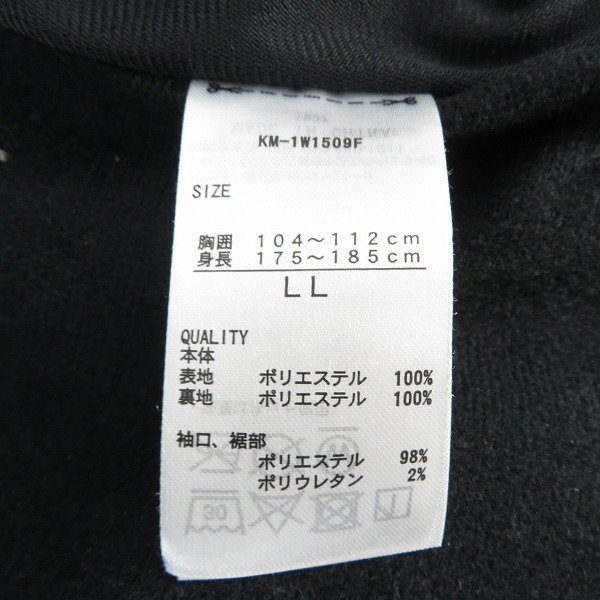 KM-1W1509F
SIZE
胸囲 104～112cm
身長 175～185cm
LL
QUALITY
本体
表地 ポリエステル 100%
裏地 ポリエステル 100%
袖口、裾部
ポリエステル 98%
ポリウレタン 2%
30